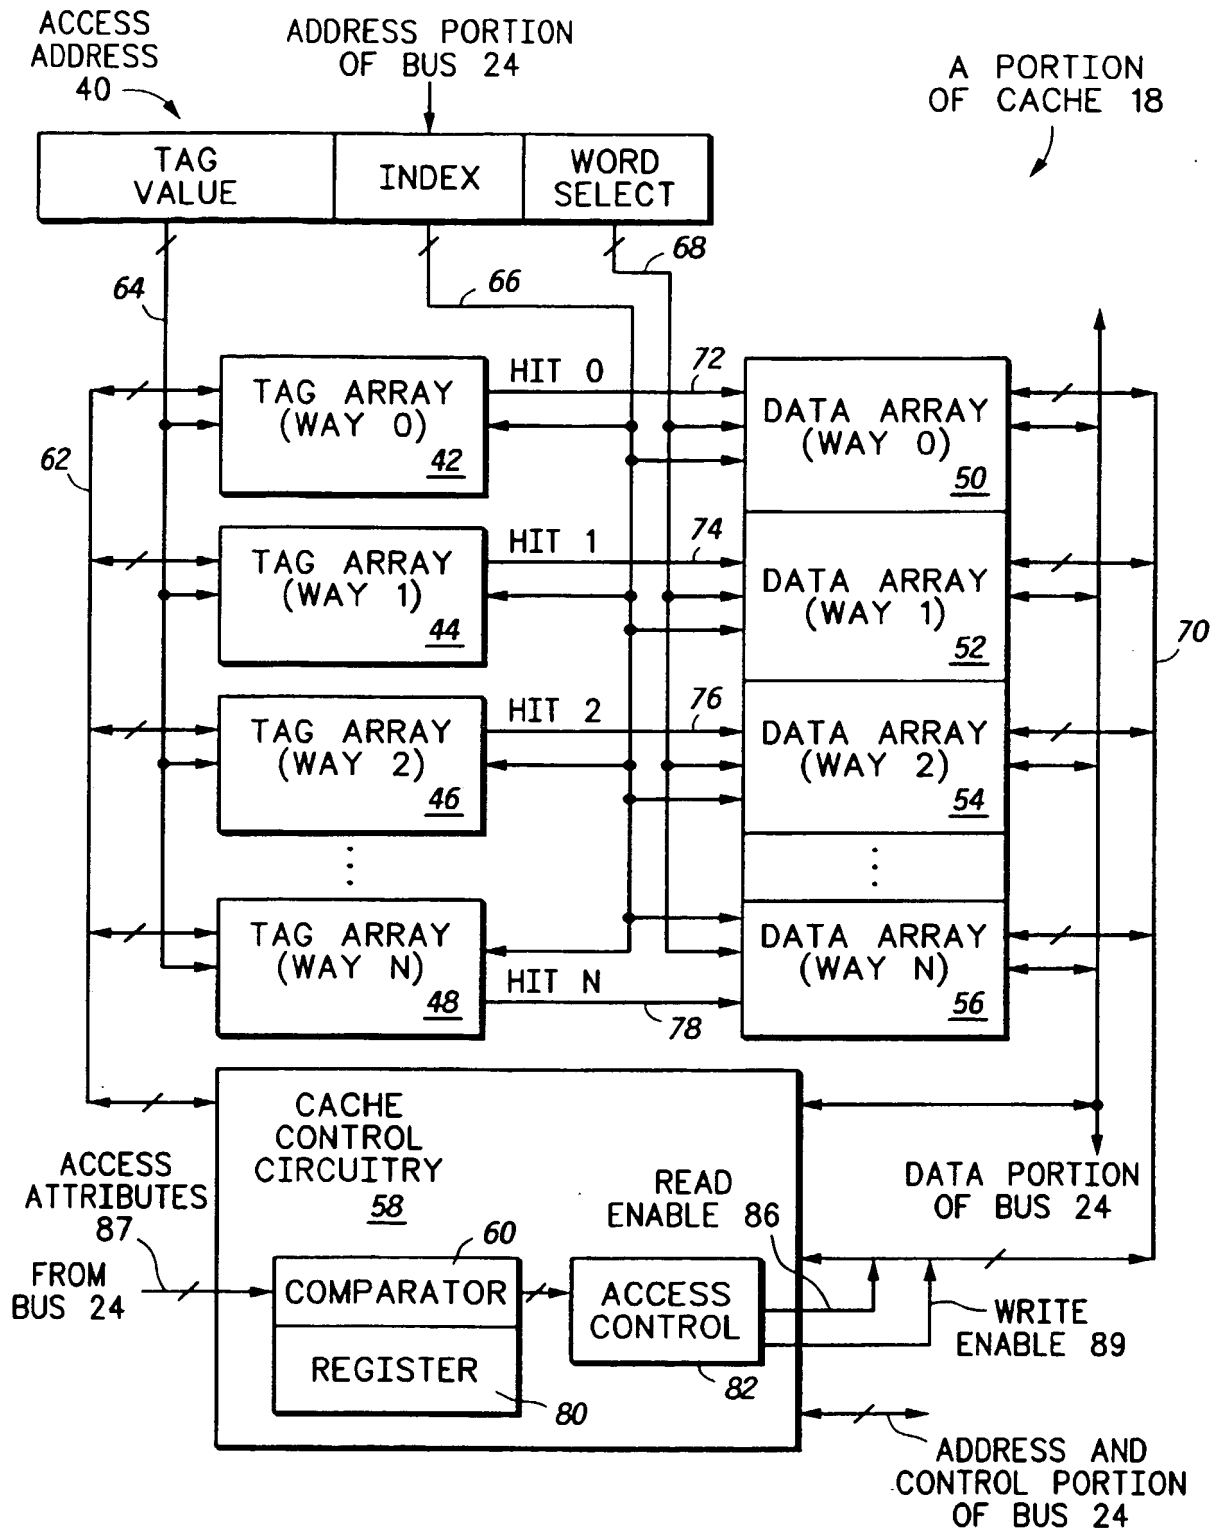 ACCESS
ADDRESS
40
ADDRESS PORTION
OF BUS 24
A PORTION
OF CACHE 18
TAG
VALUE
INDEX
WORD
SELECT
64
66
68
62
TAG ARRAY
(WAY 0)
42
HIT 0
72
DATA ARRAY
(WAY 0)
50
TAG ARRAY
(WAY 1)
44
HIT 1
74
DATA ARRAY
(WAY 1)
52
70
TAG ARRAY
(WAY 2)
46
HIT 2
76
DATA ARRAY
(WAY 2)
54
TAG ARRAY
(WAY N)
48
HIT N
78
DATA ARRAY
(WAY N)
56
CACHE
CONTROL
CIRCUITRY
58
ACCESS
ATTRIBUTES
87
FROM
BUS 24
60
COMPARATOR
REGISTER
80
ACCESS
CONTROL
82
READ
ENABLE 86
DATA PORTION
OF BUS 24
WRITE
ENABLE 89
ADDRESS AND
CONTROL PORTION
OF BUS 24